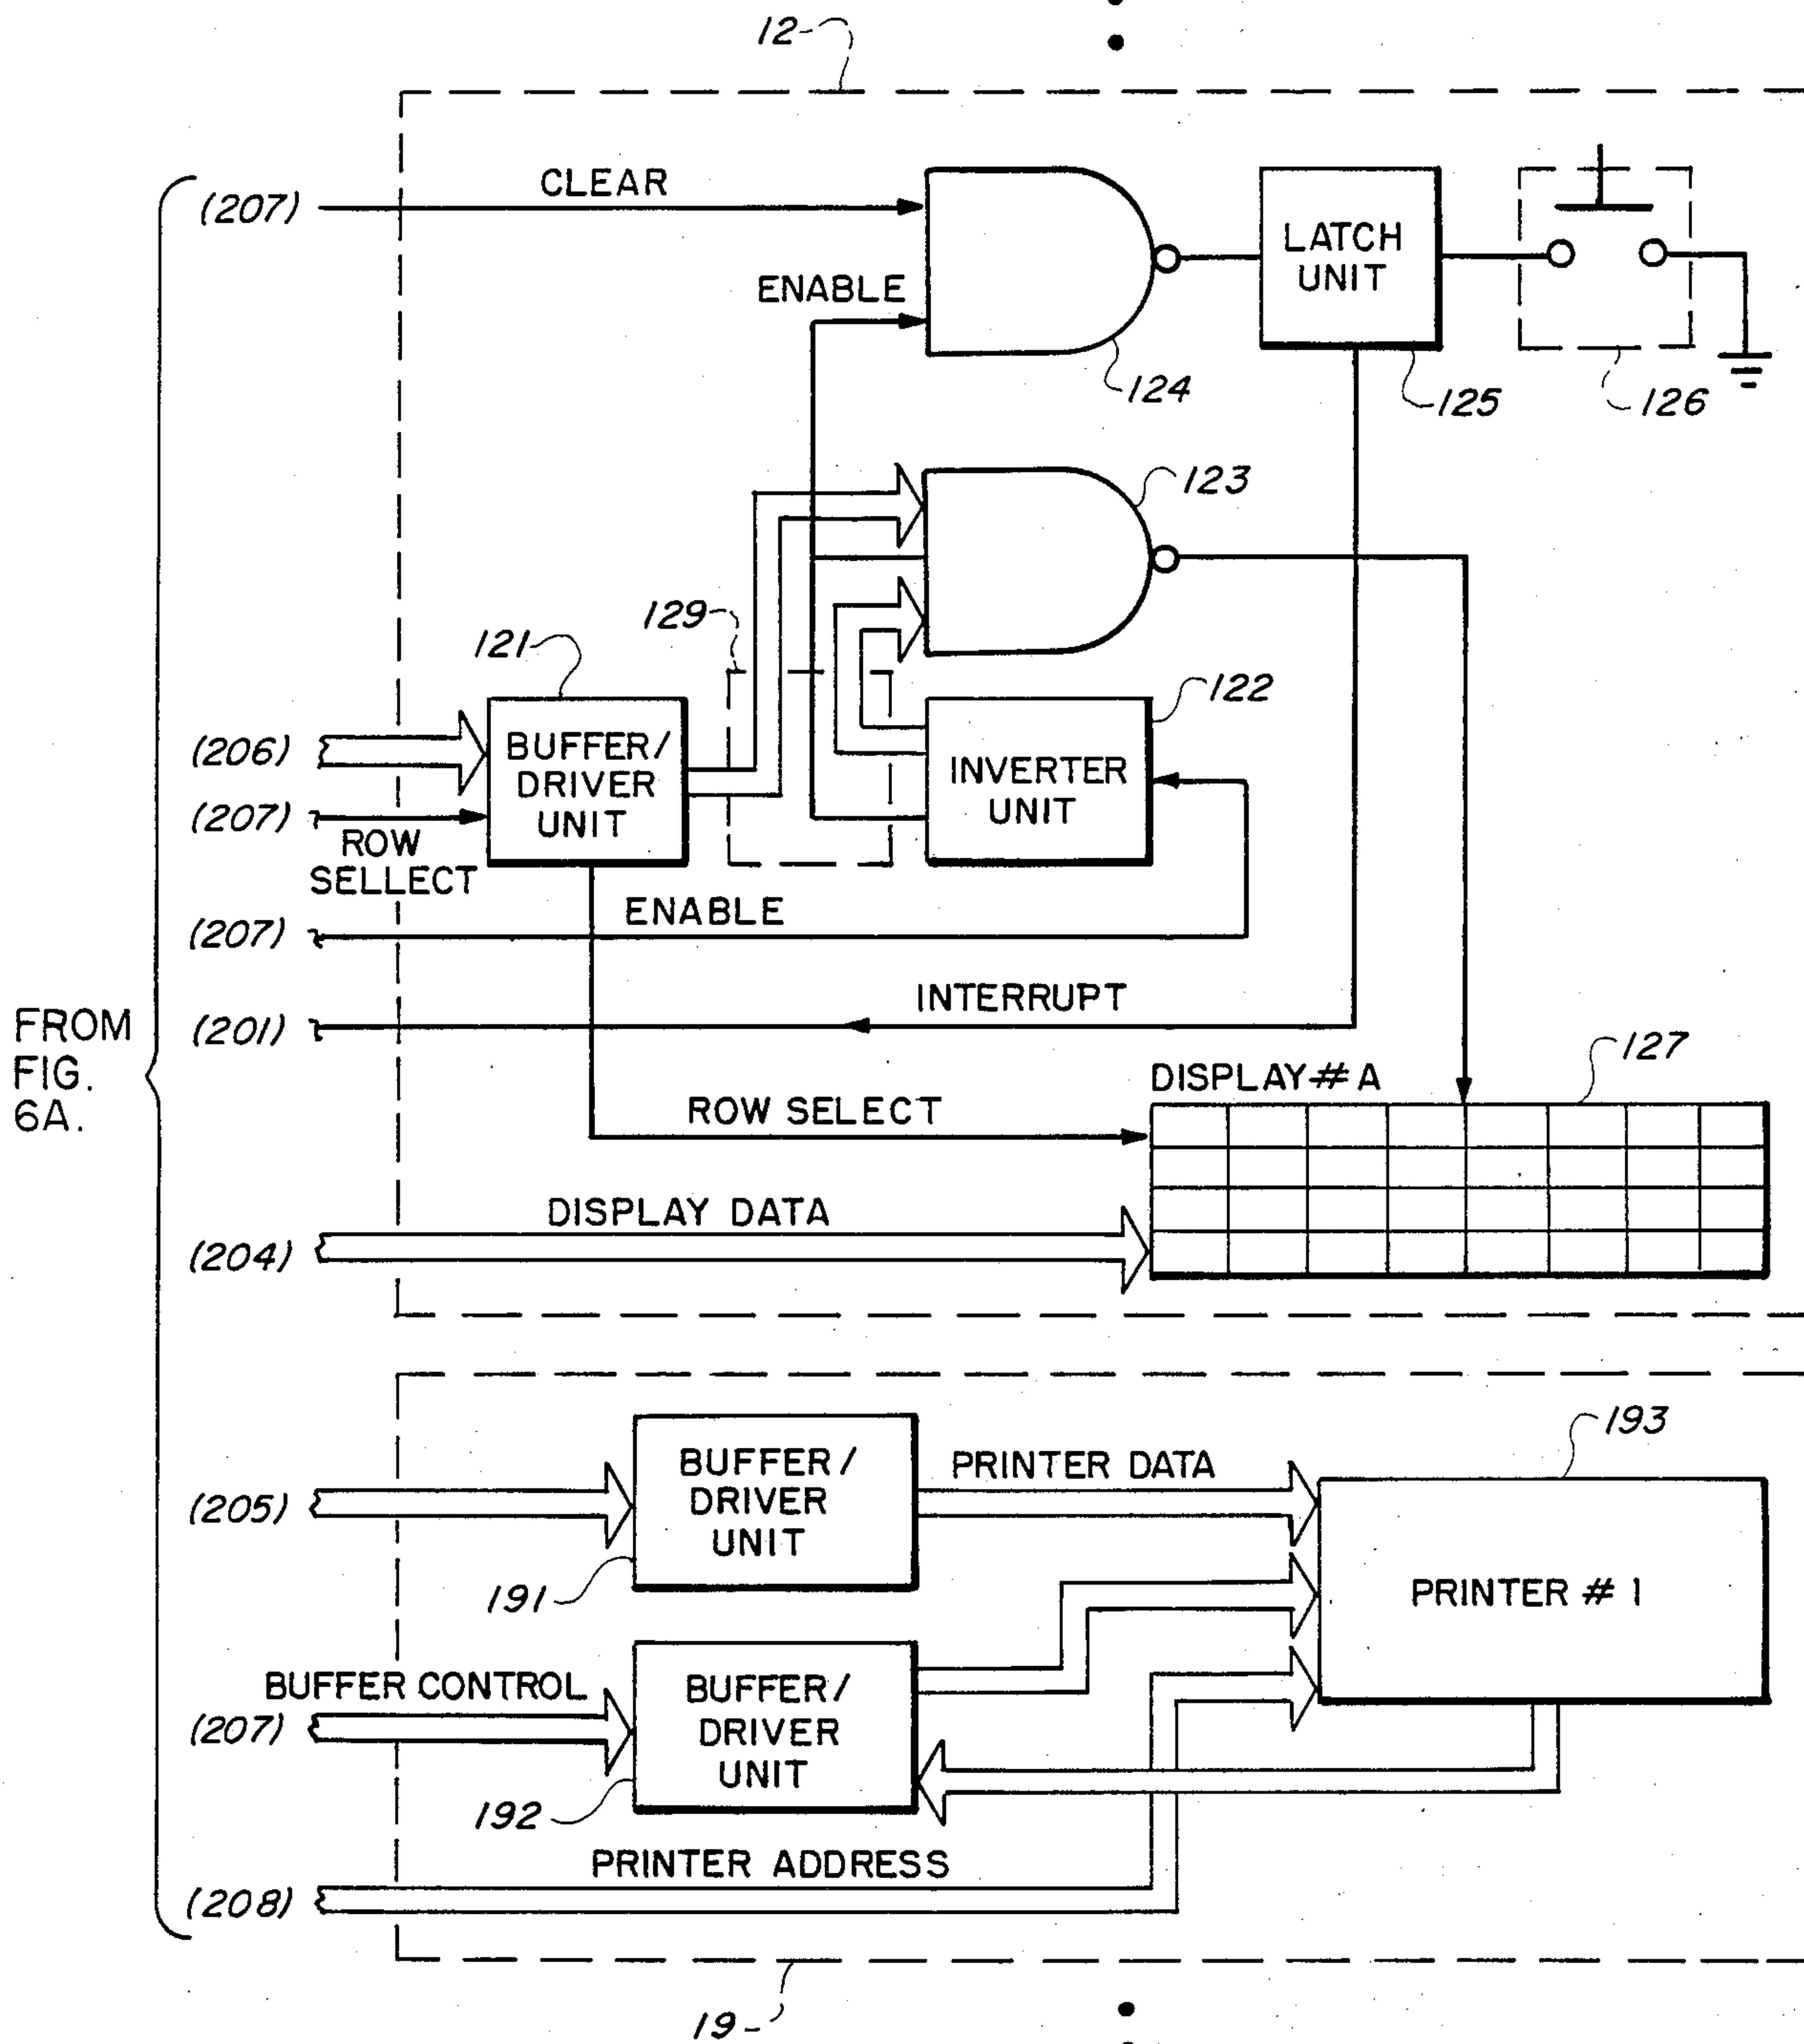 12
(207)
CLEAR
ENABLE
LATCH
UNIT
124
125
126
123
129
121
122
(206)
BUFFER/
DRIVER
UNIT
INVERTER
UNIT
(207)
ROW
SELLECT
(207)
ENABLE
FROM
FIG.
6A.
(201)
INTERRUPT
127
DISPLAY # A
ROW SELECT
DISPLAY DATA
(204)
193
(205)
BUFFER/
DRIVER
UNIT
PRINTER DATA
191
PRINTER # 1
BUFFER CONTROL
(207)
BUFFER/
DRIVER
UNIT
192
PRINTER ADDRESS
(208)
19